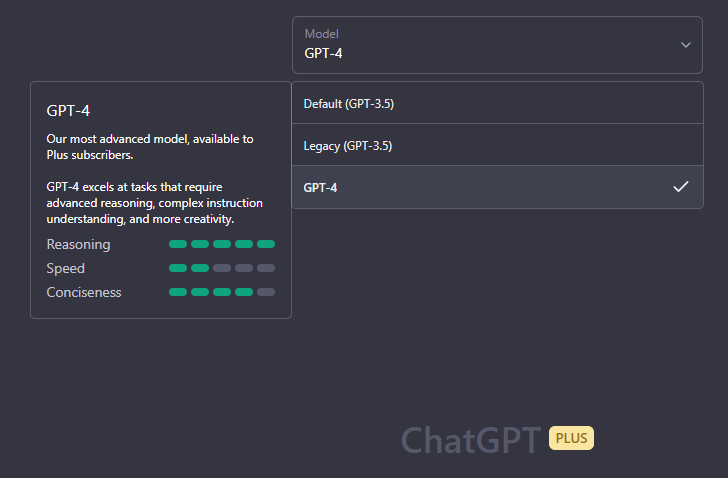 Model
GPT-4
GPT-4
Our most advanced model, available to
Plus subscribers.
GPT-4 excels at tasks that require
advanced reasoning, complex instruction
understanding, and more creativity.
Reasoning
Speed
Conciseness
Default (GPT-3.5)
Legacy (GPT-3.5)
GPT-4
ChatGPT PLUS